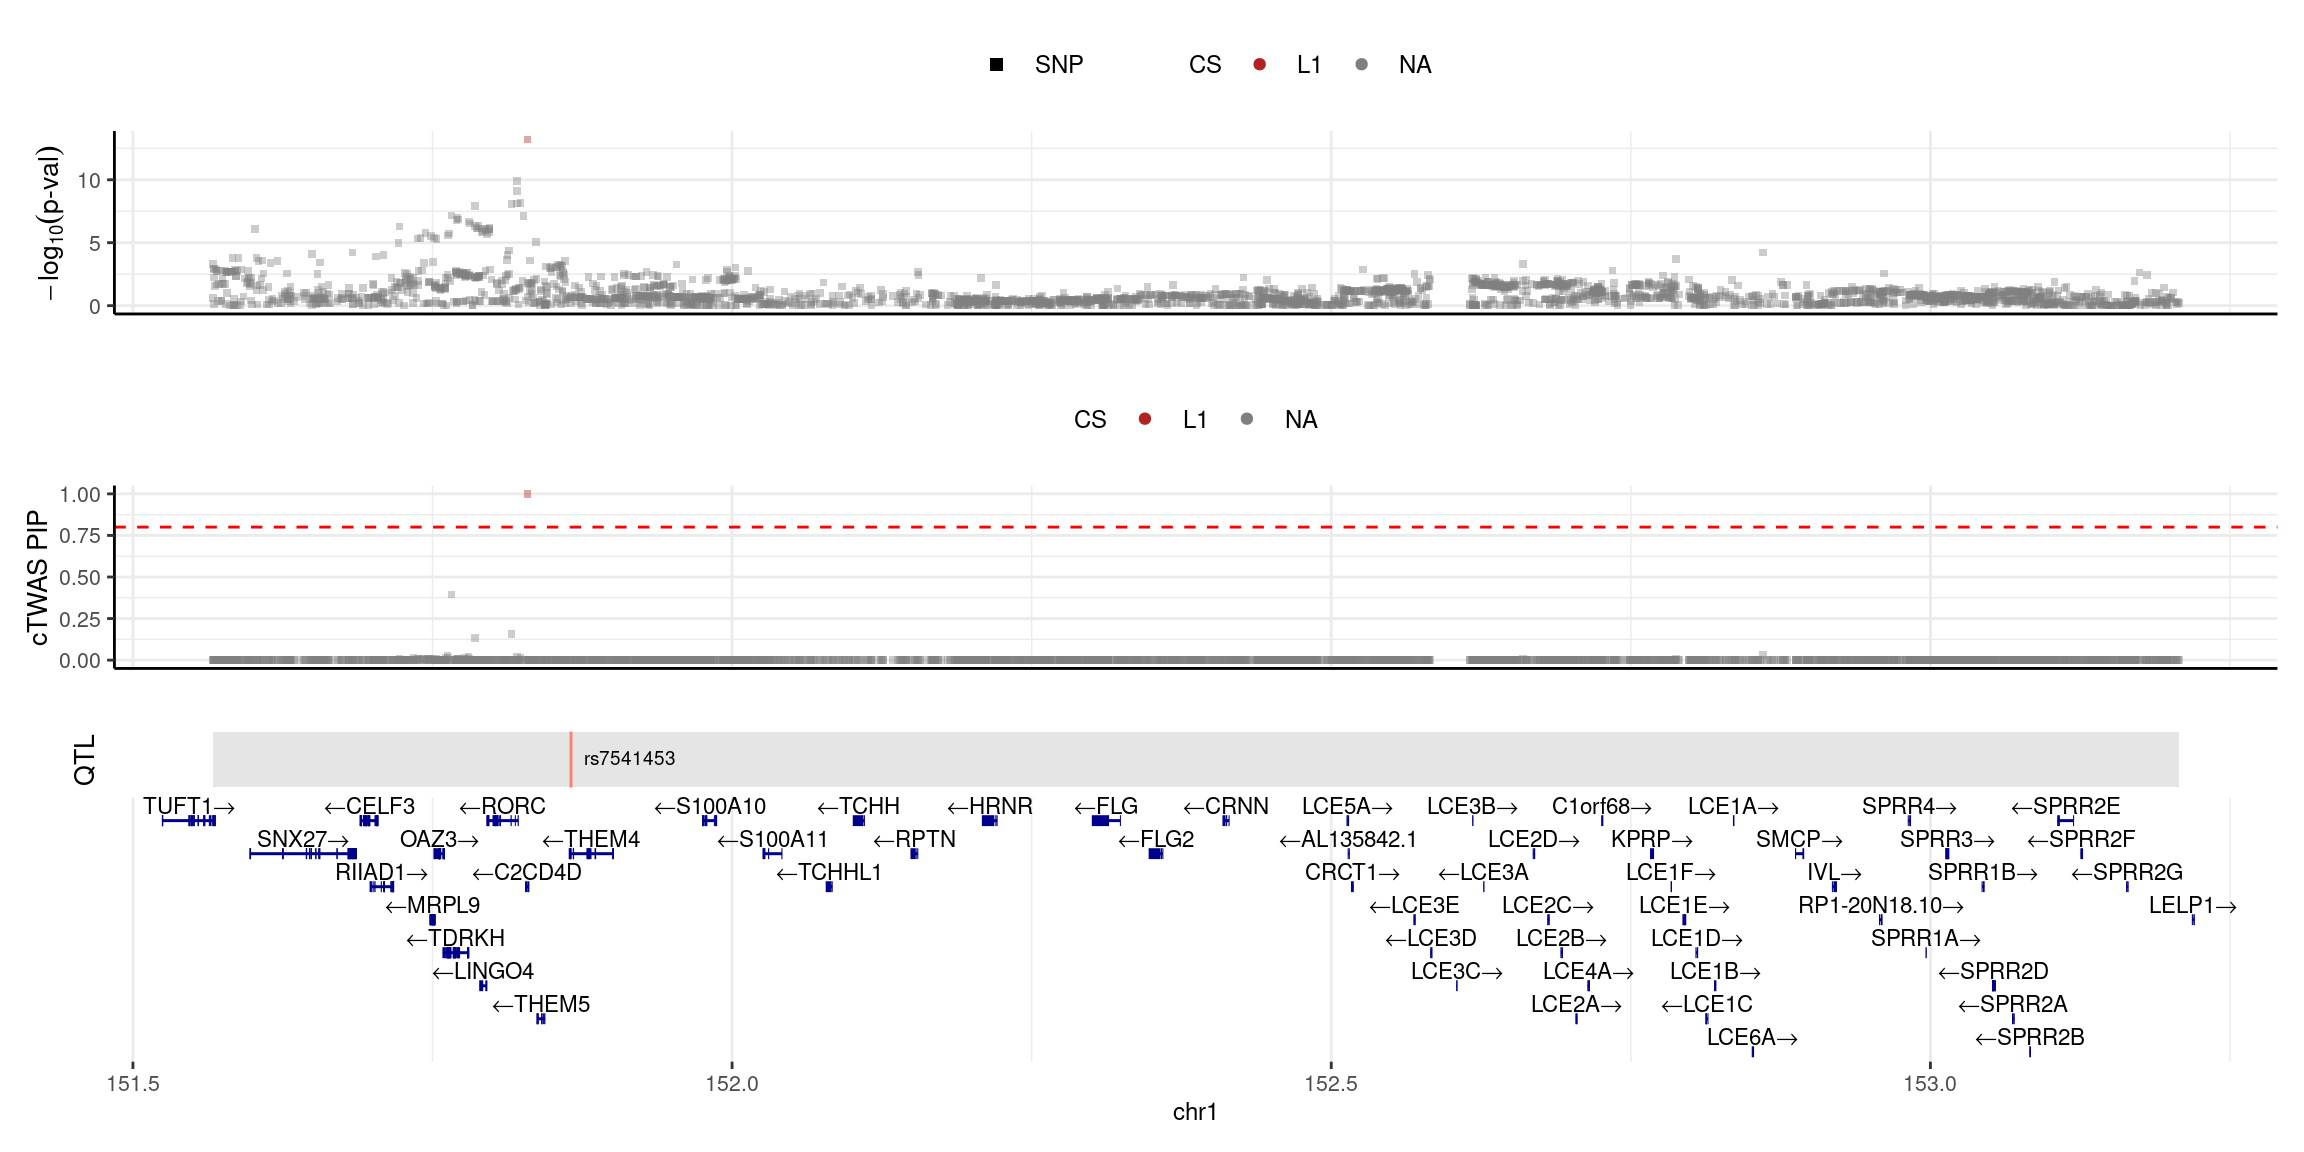 SNP CS L1 NA
−log10(p-val)
10
5
0
CS L1 NA
cTWAS PIP
1.00
0.75
0.50
0.25
0.00
QTL
rs7541453
TUFT1→ ←CELF3 ←RORC ←S100A10 ←TCHH ←HRNR ←FLG ←CRNN LCE5A→ LCE3B→ C1orf68→ LCE1A→ SPRR4→ ←SPRR2E
SNX27→ OAZ3→ ←THEM4 ←S100A11 ←RPTN ←FLG2 ←AL135842.1 LCE2D→ KPRP→ SMCP→ SPRR3→ ←SPRR2F
RIIAD1→ ←C2CD4D ←TCHHL1 CRCT1→ ←LCE3A LCE1F→ IVL→ SPRR1B→ ←SPRR2G
←MRPL9 ←LCE3E LCE2C→ LCE1E→ RP1-20N18.10→ LELP1→
←TDRKH ←LCE3D LCE2B→ LCE1D→ SPRR1A→
←LINGO4 LCE3C→ LCE4A→ LCE1B→ ←SPRR2D
←THEM5 LCE2A→ ←LCE1C ←SPRR2A
LCE6A→ ←SPRR2B
151.5 152.0 152.5 153.0
chr1